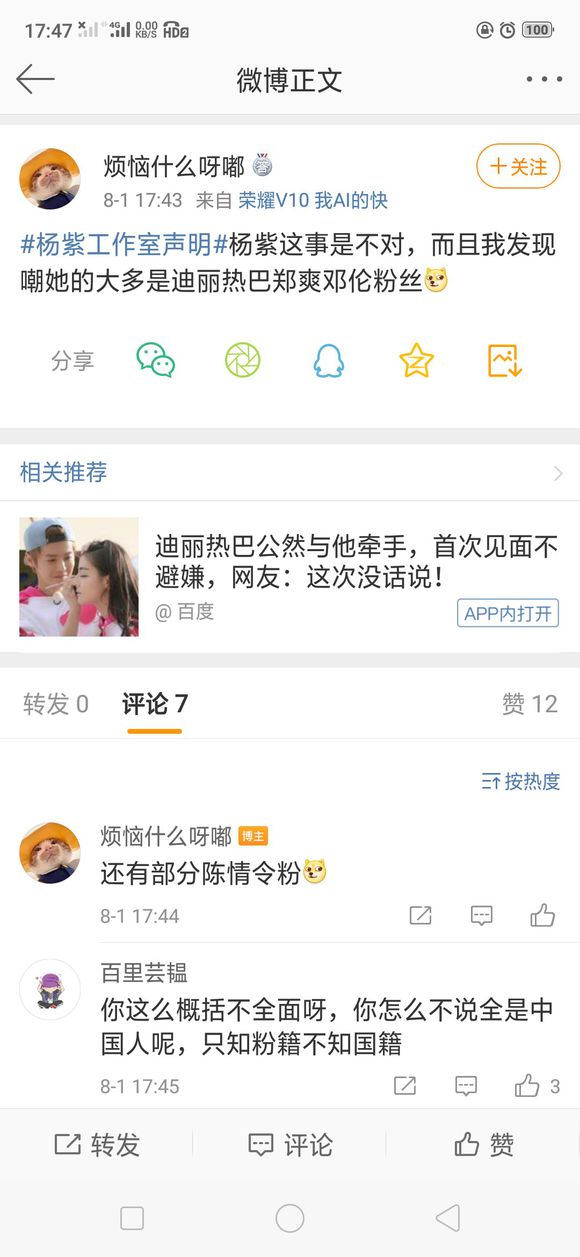 17:47 4G 0.00 KB/S HD2 100
微博正文
烦恼什么呀嘟
+关注
8-1 17:43 来自 荣耀V10 我AI的快
#杨紫工作室声明#杨紫这事是不对，而且我发现
嘲她的大多是迪丽热巴郑爽邓伦粉丝
分享
相关推荐
迪丽热巴公然与他牵手，首次见面不
避嫌，网友：这次没话说！
@ 百度
APP内打开
转发 0 评论 7 赞 12
按热度
烦恼什么呀嘟 博主
还有部分陈情令粉
8-1 17:44
百里芸韫
你这么概括不全面呀，你怎么不说全是中
国人呢，只知粉籍不知国籍
8-1 17:45 3
转发 评论 赞